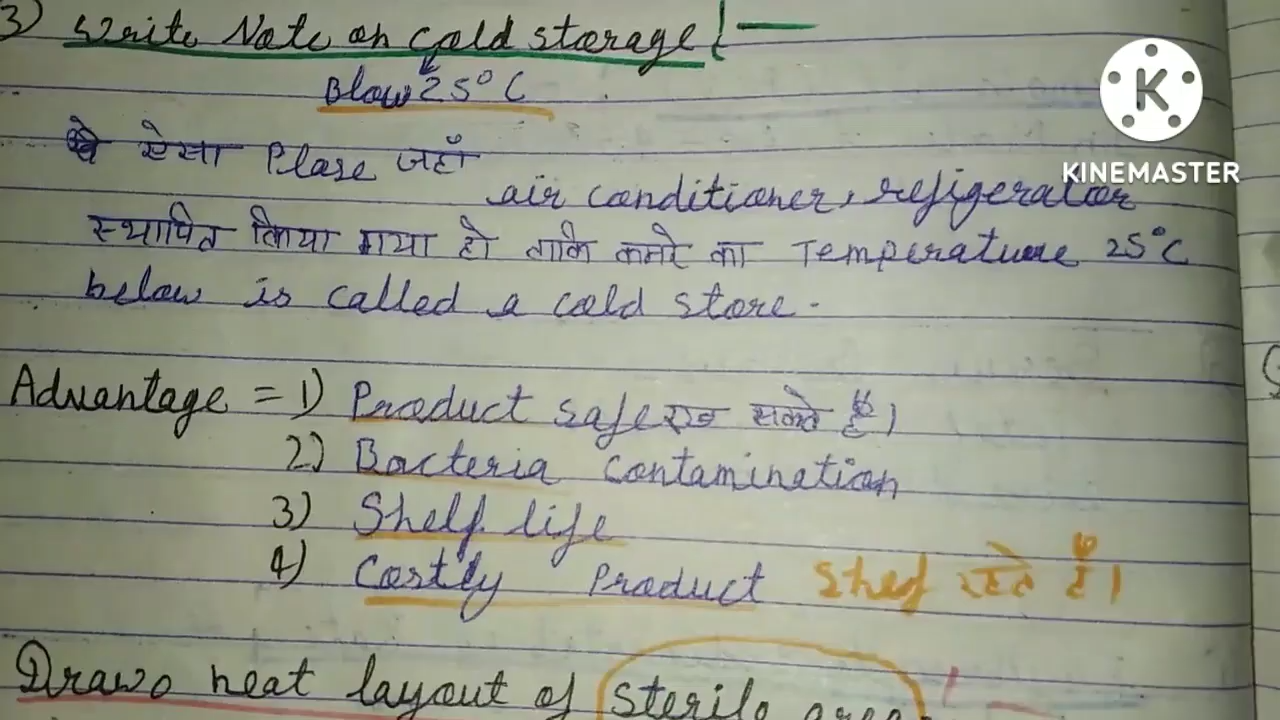 3) Write Note on cold storage :—
Blow 25°C
ऐसा Plase जहाँ
air conditioner, refigerator
स्थापित किया गया हो ताकि कमरे का Temperature 25°C
below is called a cold store.
Advantage = 1) Product safe रख सकते हैं।
2) Bacteria contamination
3) Shelf life
4) Costly Product Shef रहते हैं।
Draw neat layout of sterile area
K
KINEMASTER